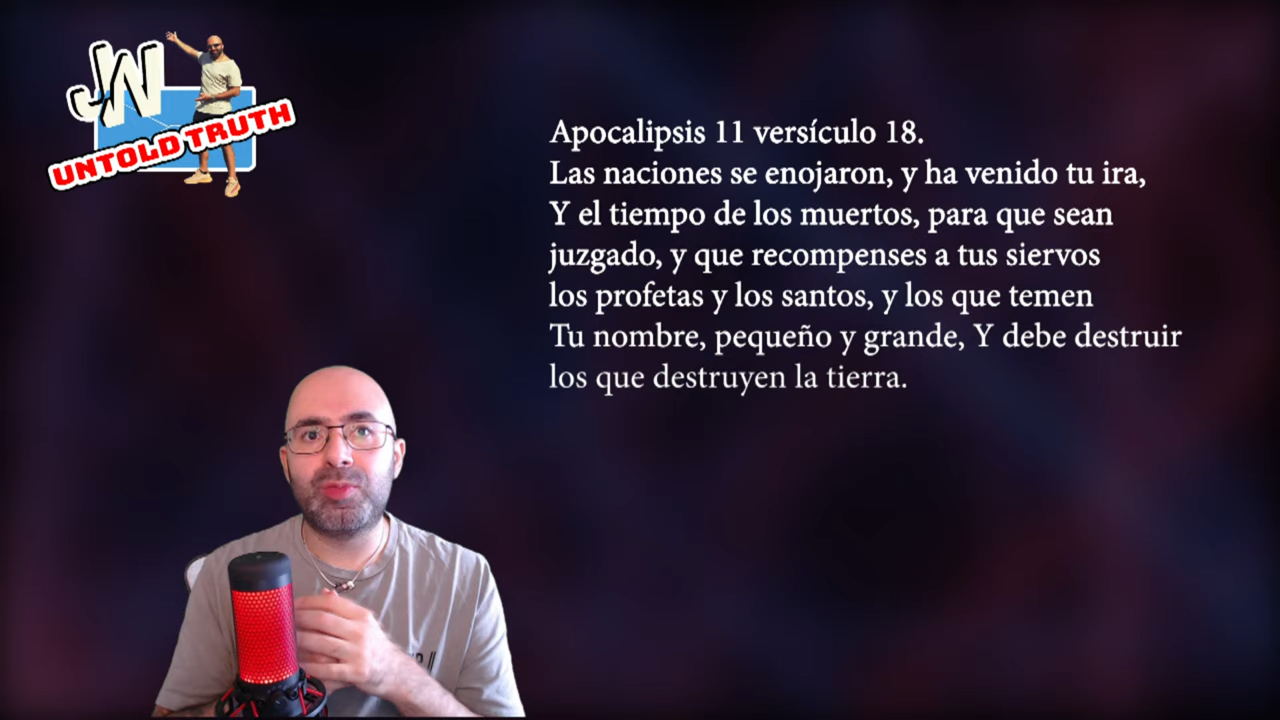 JW
UNTOLD TRUTH
Apocalipsis 11 versículo 18.
Las naciones se enojaron, y ha venido tu ira,
Y el tiempo de los muertos, para que sean
juzgado, y que recompenses a tus siervos
los profetas y los santos, y los que temen
Tu nombre, pequeño y grande, Y debe destruir
los que destruyen la tierra.